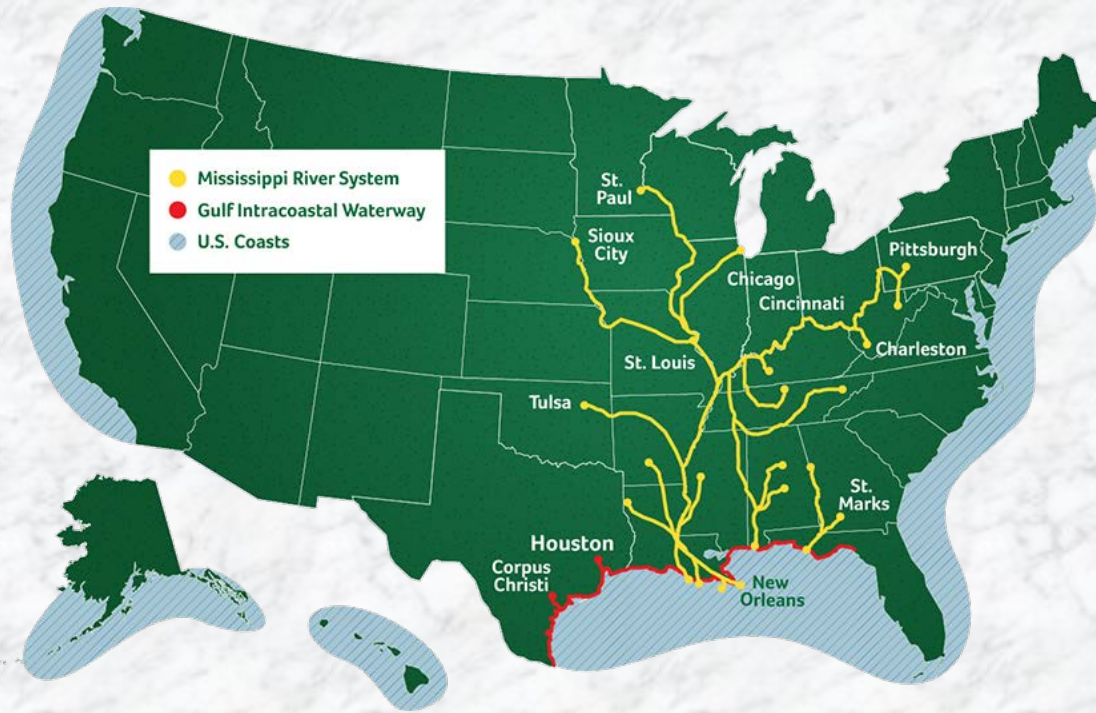 Mississippi River System
Gulf Intracoastal Waterway
U.S. Coasts
St.
Paul
Sioux
City
Pittsburgh
Chicago
Cincinnati
Charleston
St. Louis
Tulsa
St.
Marks
Houston
Corpus
Christi
New
Orleans